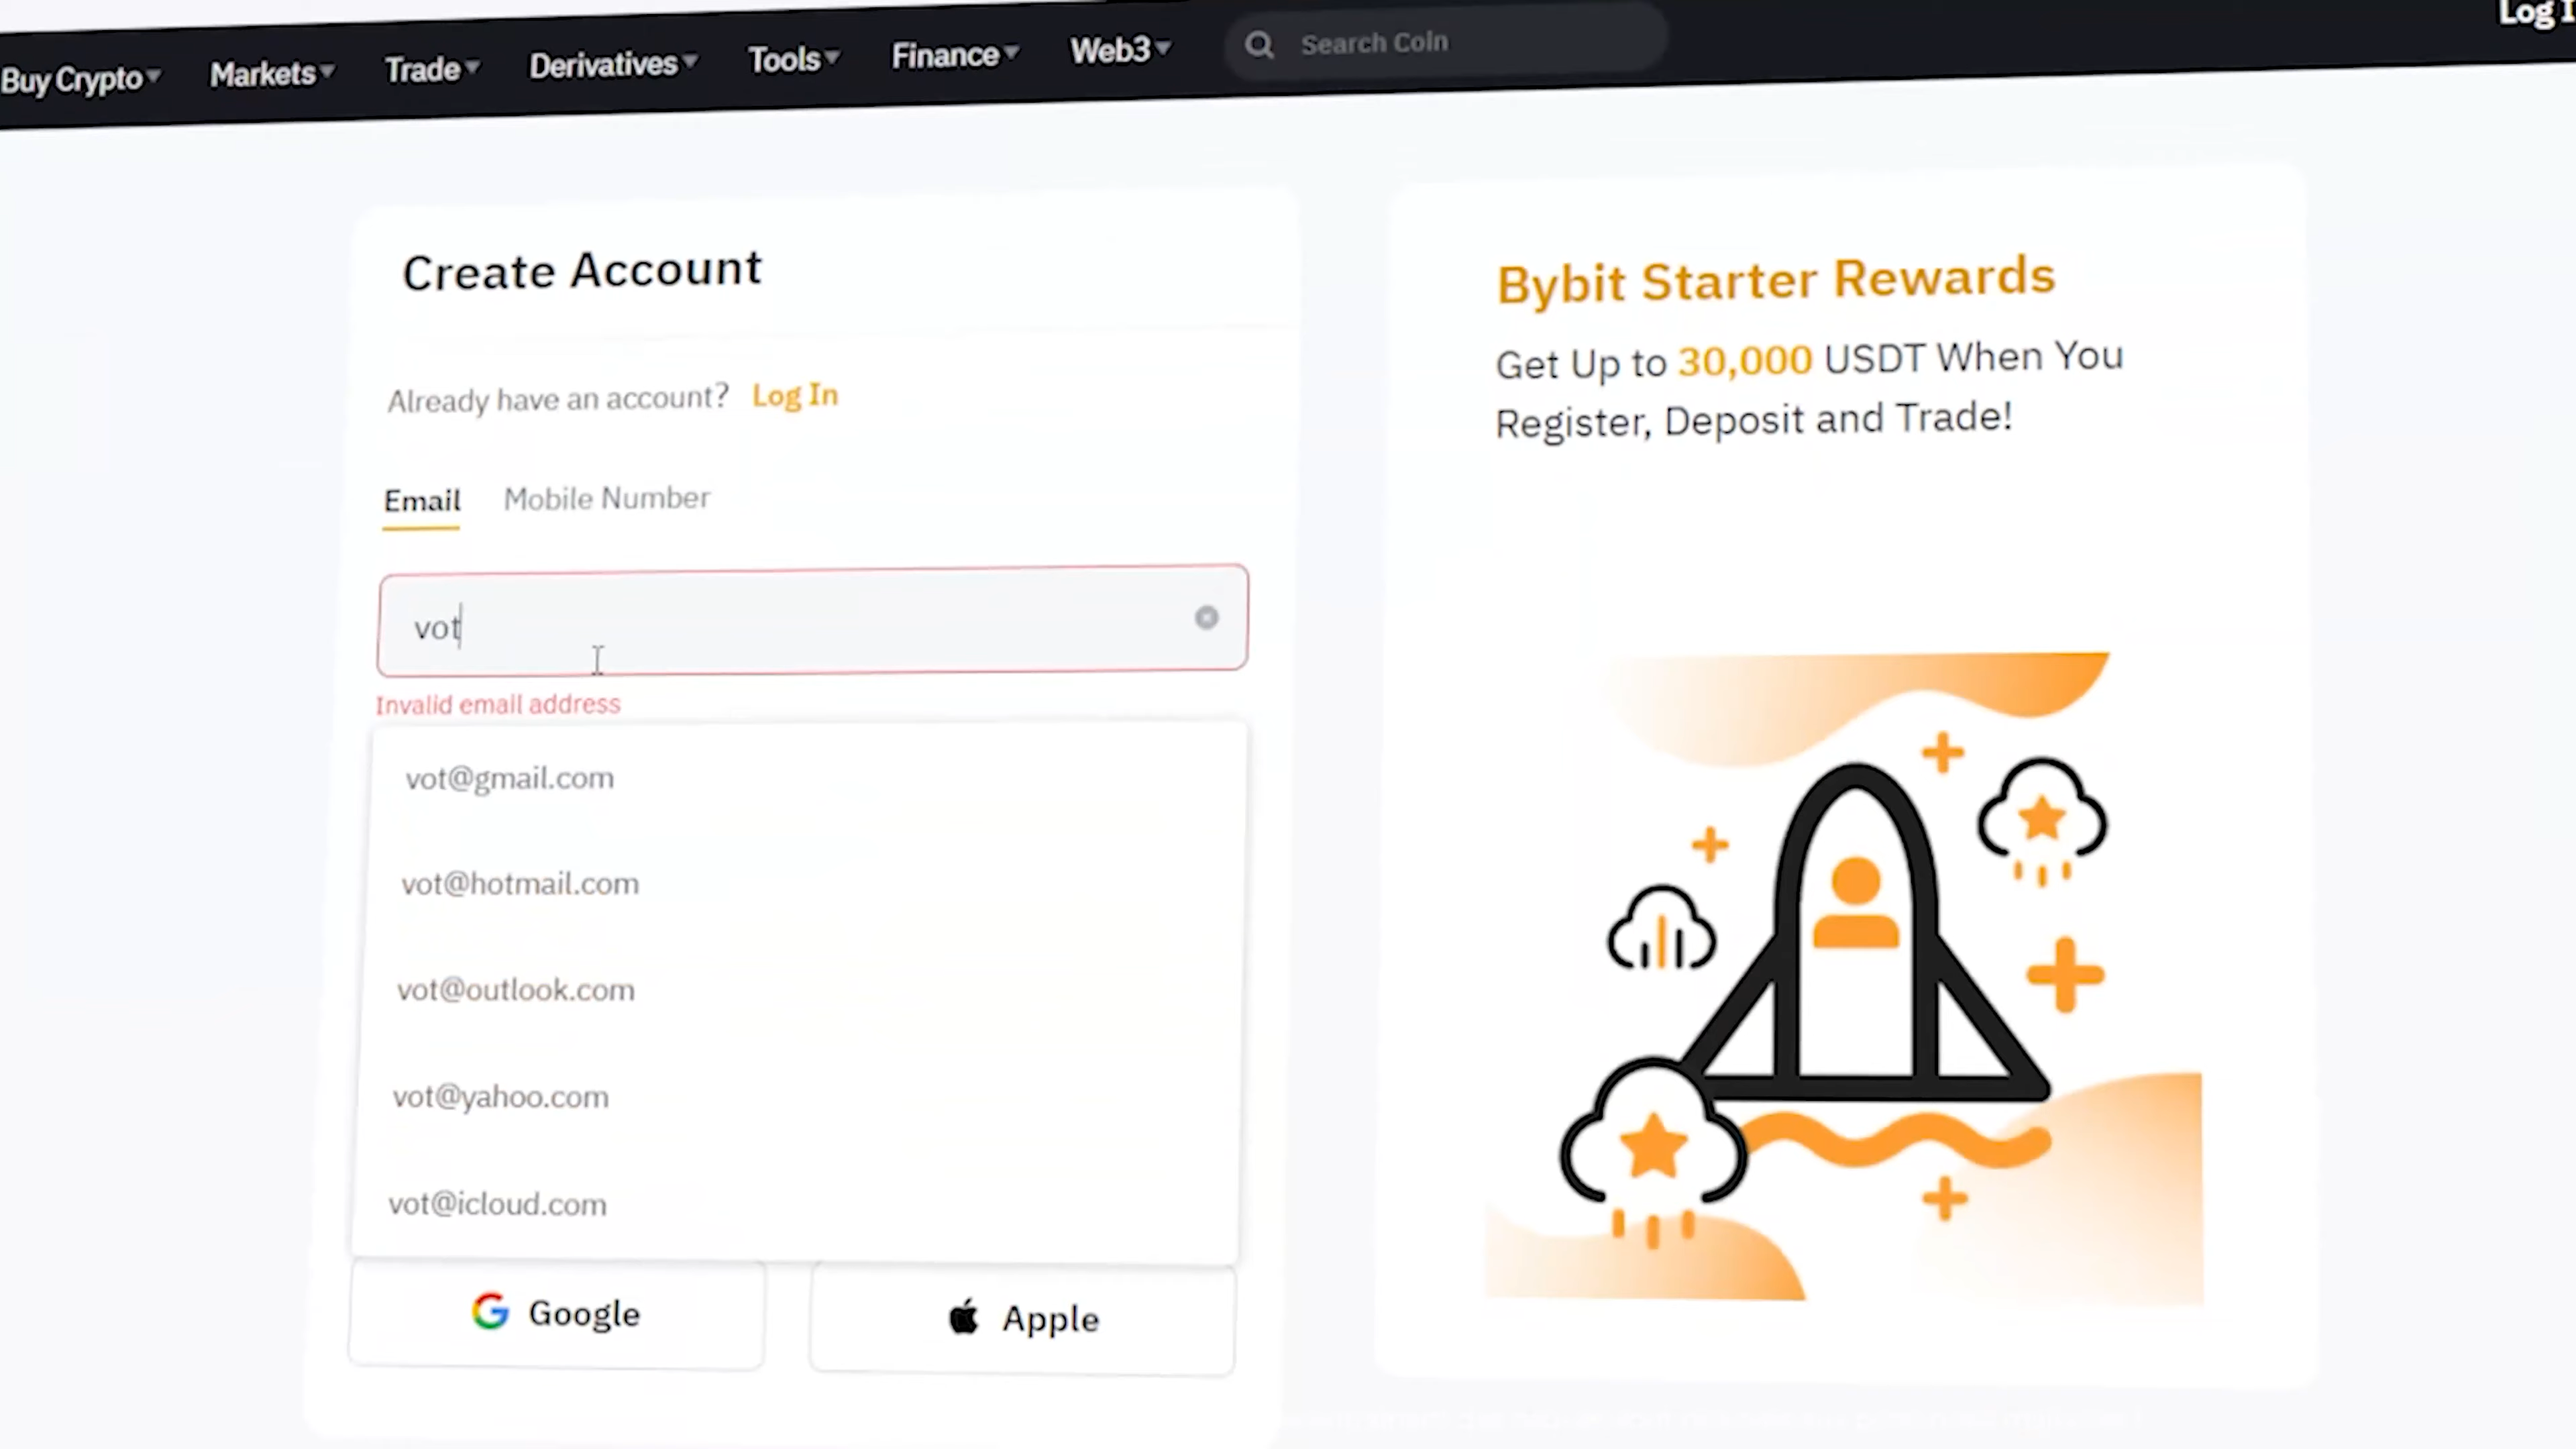 Buy Crypto
Markets
Trade
Derivatives
Tools
Finance
Web3
Search Coin
Log I
Create Account
Already have an account? Log In
Email
Mobile Number
vot
Invalid email address
vot@gmail.com
vot@hotmail.com
vot@outlook.com
vot@yahoo.com
vot@icloud.com
Google
Apple
Bybit Starter Rewards
Get Up to 30,000 USDT When You
Register, Deposit and Trade!